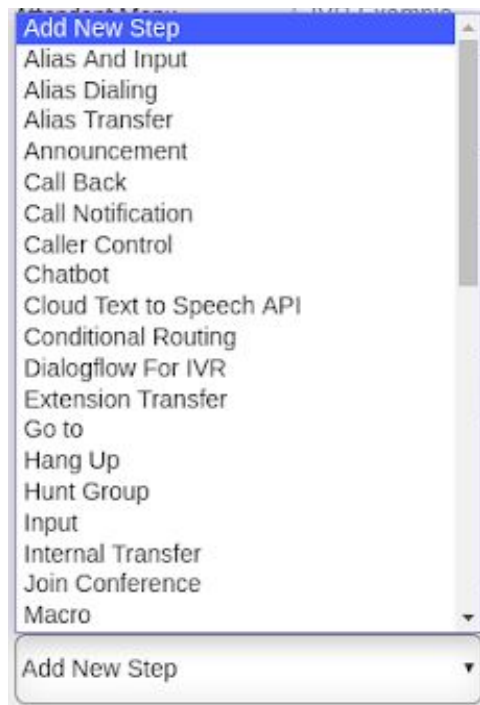 Add New Step
Alias And Input
Alias Dialing
Alias Transfer
Announcement
Call Back
Call Notification
Caller Control
Chatbot
Cloud Text to Speech API
Conditional Routing
Dialogflow For IVR
Extension Transfer
Go to
Hang Up
Hunt Group
Input
Internal Transfer
Join Conference
Macro
Add New Step